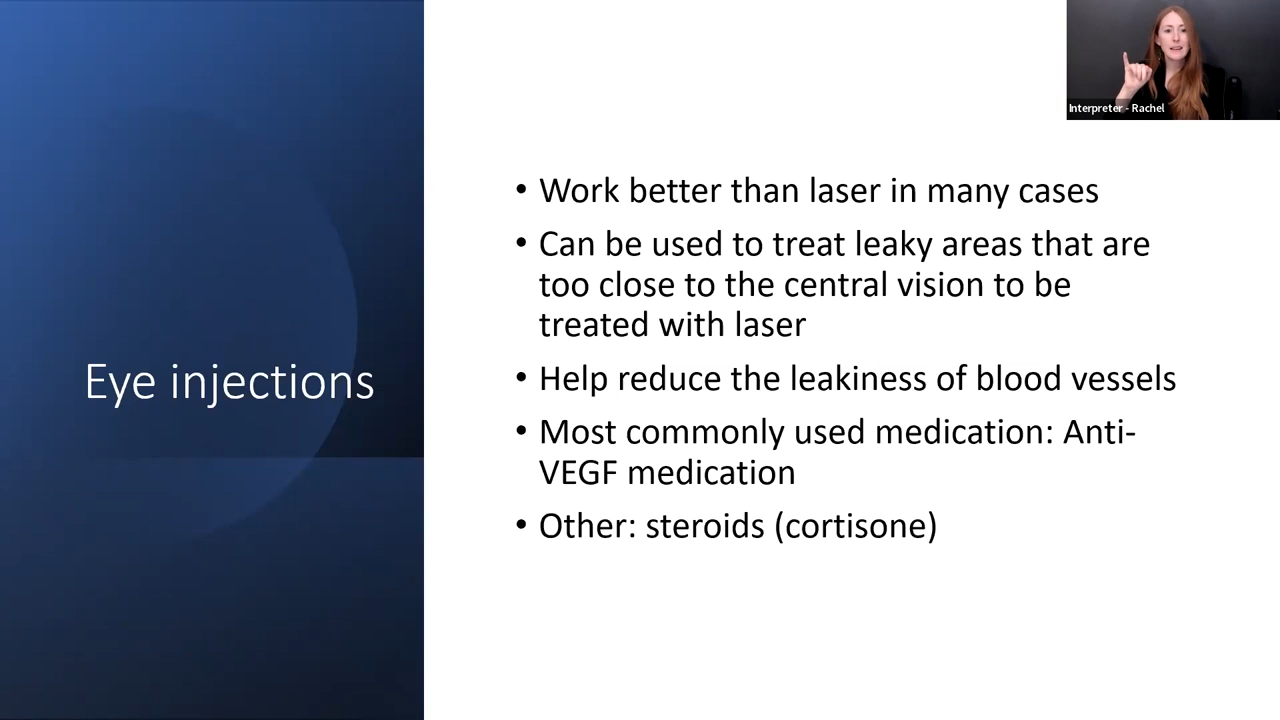 Interpreter - Rachel
Eye injections
• Work better than laser in many cases
• Can be used to treat leaky areas that are
too close to the central vision to be
treated with laser
• Help reduce the leakiness of blood vessels
• Most commonly used medication: Anti-
VEGF medication
• Other: steroids (cortisone)